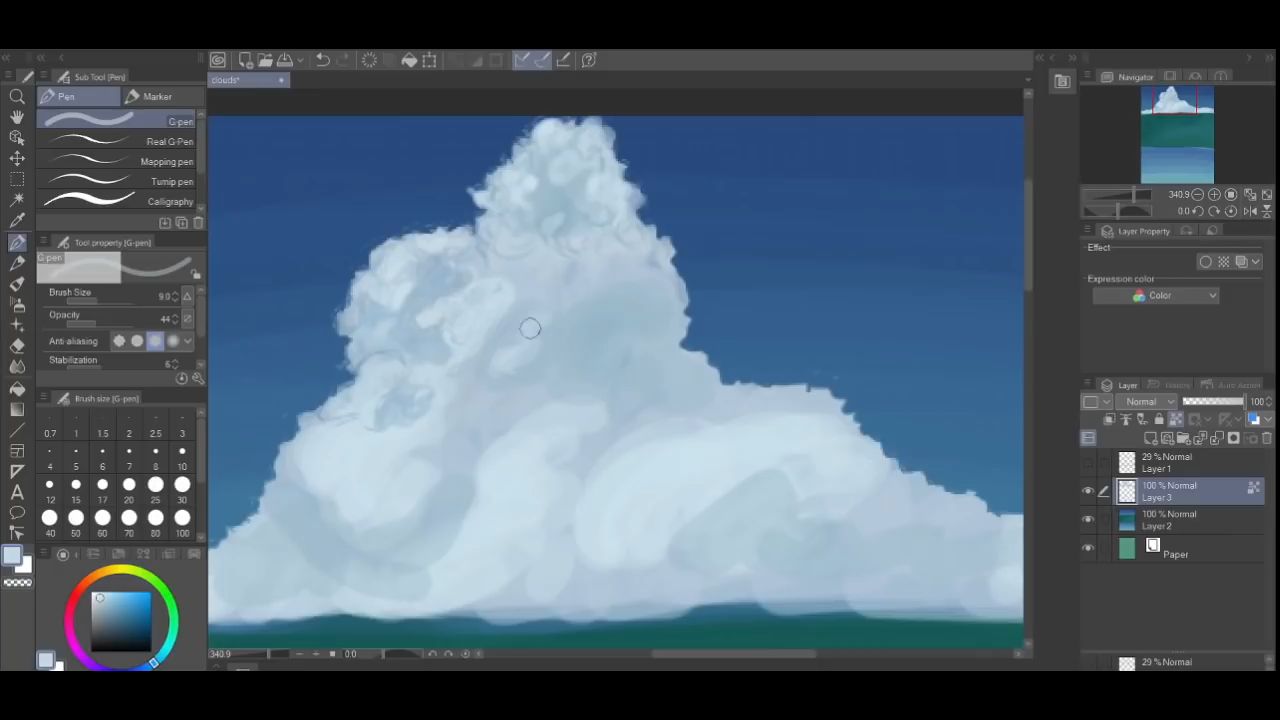 Sub Tool [Pen]
Pen
Marker
G-pen
Real G-Pen
Mapping pen
Turnip pen
Calligraphy
Tool property [G-pen]
G-pen
Brush Size 9.0
Opacity 44
Anti-aliasing
Stabilization 6
Brush size [G-pen]
0.7 1 1.5 2 2.5 3
4 5 6 7 8 10
12 15 17 20 25 30
40 50 60 70 80 100
clouds*
340.9 0.0
Navigator
340.9
0.0
Layer Property
Effect
Expression color
Color
Layer History Auto Action
Normal 100
29 % Normal
Layer 1
100 % Normal
Layer 3
100 % Normal
Layer 2
Paper
29 % Normal